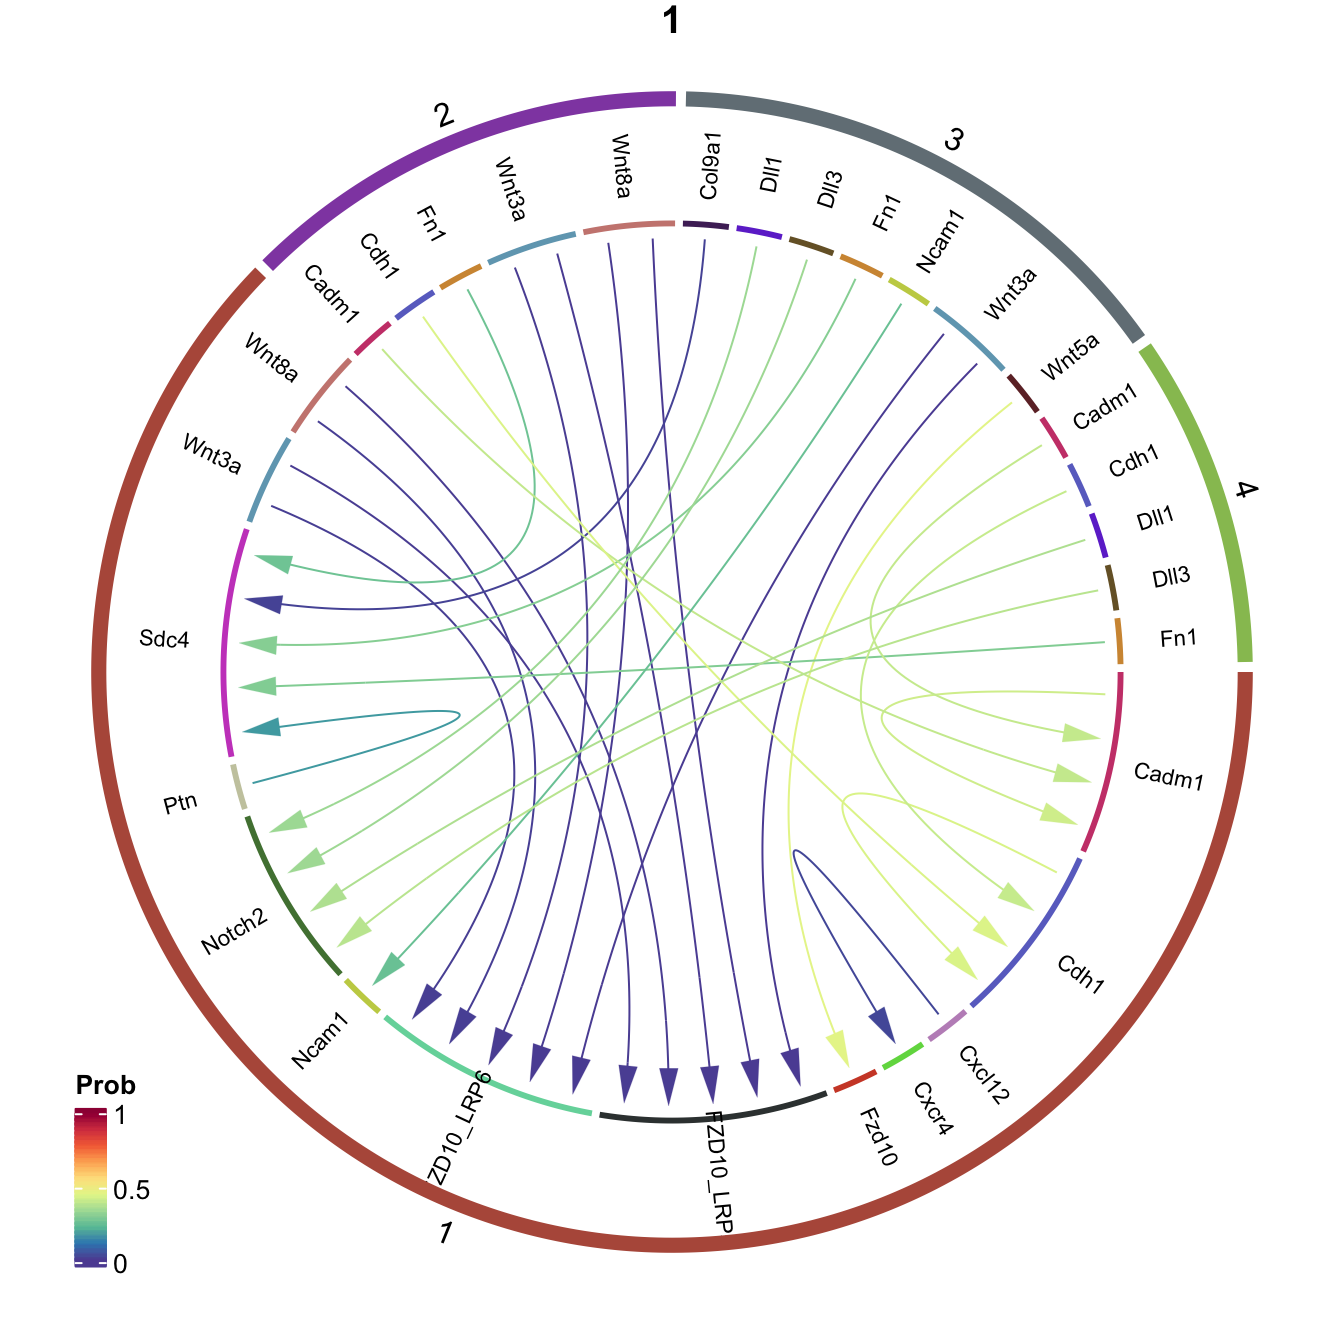 1
2
3
4
1
Wnt8a
Wnt3a
Fn1
Cdh1
Cadm1
Wnt8a
Wnt3a
Sdc4
Ptn
Notch2
Ncam1
ZD10_LRP6
FZD10_LRP
Fzd10
Cxcr4
Cxcl12
Cdh1
Cadm1
Fn1
Dll3
Dll1
Cdh1
Cadm1
Wnt5a
Wnt3a
Ncam1
Fn1
Dll3
Dll1
Col9a1
Prob
1
0.5
0